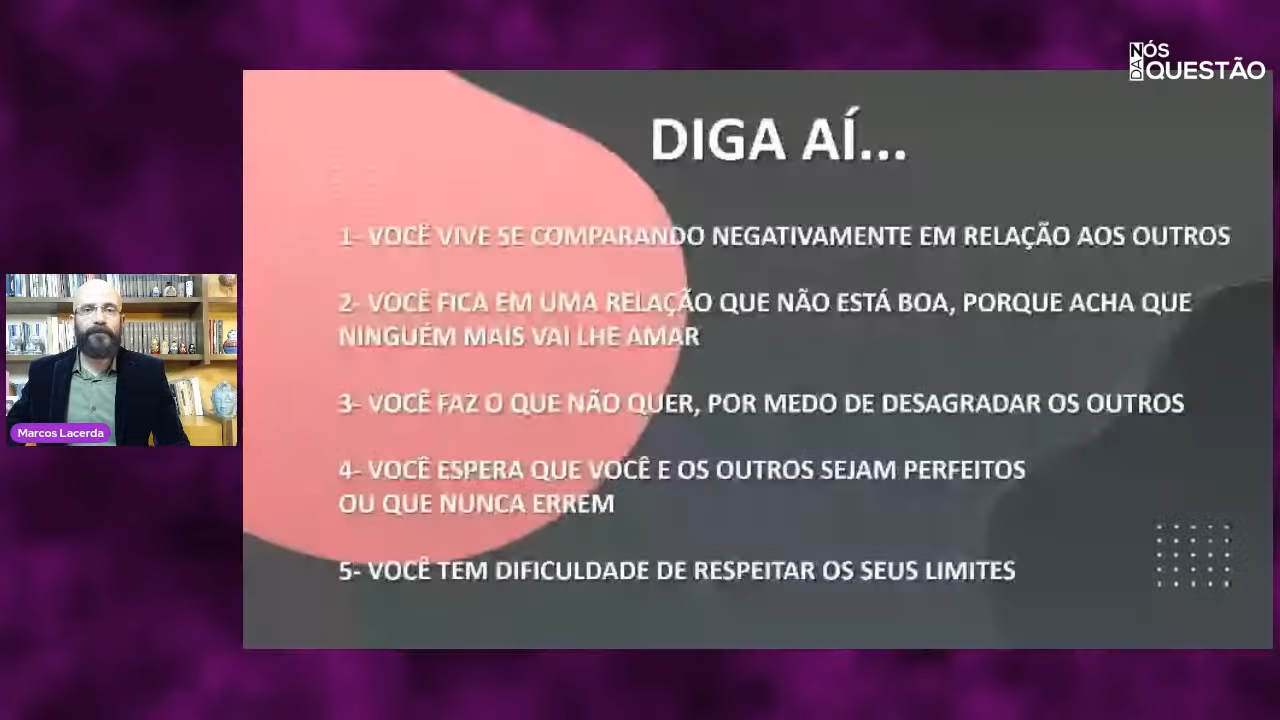 NÓS
DA QUESTÃO
DIGA AÍ...
1- VOCÊ VIVE SE COMPARANDO NEGATIVAMENTE EM RELAÇÃO AOS OUTROS
2- VOCÊ FICA EM UMA RELAÇÃO QUE NÃO ESTÁ BOA, PORQUE ACHA QUE
NINGUÉM MAIS VAI LHE AMAR
3- VOCÊ FAZ O QUE NÃO QUER, POR MEDO DE DESAGRADAR OS OUTROS
4- VOCÊ ESPERA QUE VOCÊ E OS OUTROS SEJAM PERFEITOS
OU QUE NUNCA ERREM
5- VOCÊ TEM DIFICULDADE DE RESPEITAR OS SEUS LIMITES
Marcos Lacerda